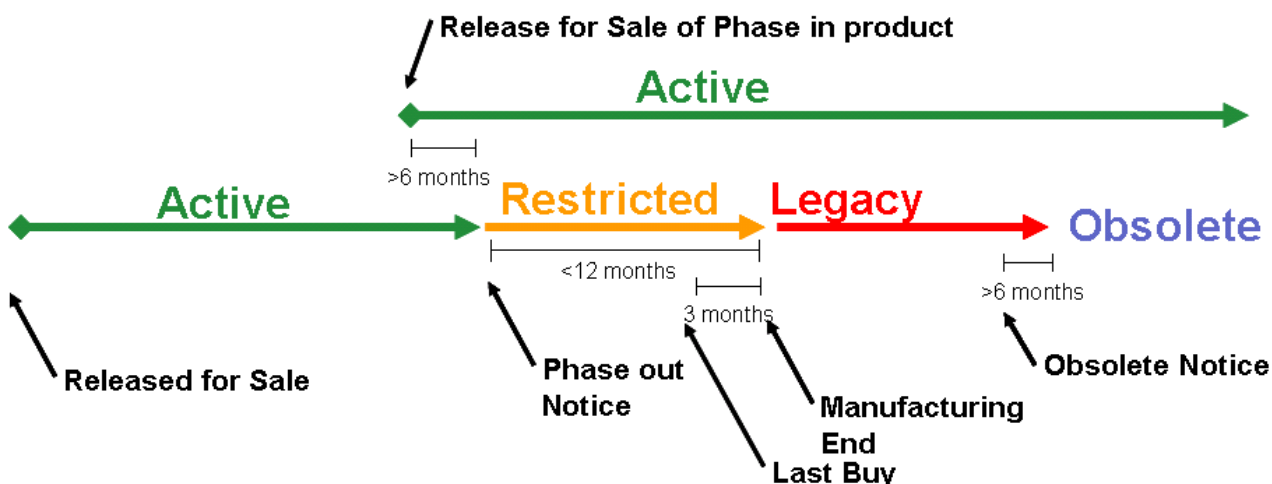 Release for Sale of Phase in product
Active
>6 months
Active
Restricted
Legacy
Obsolete
<12 months
>6 months
3 months
Released for Sale
Phase out
Notice
Obsolete Notice
Manufacturing
End
Last Buy